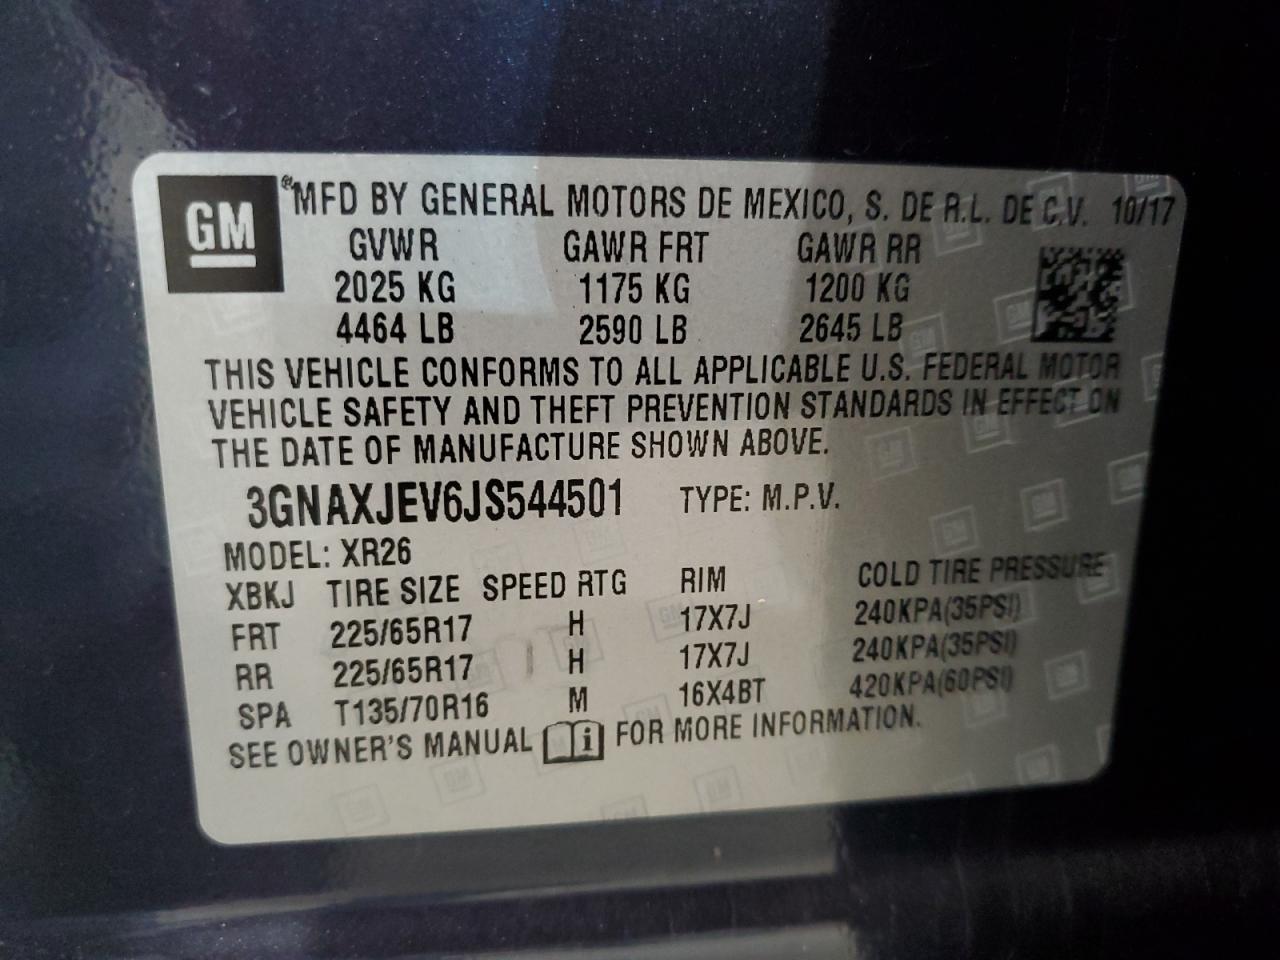 GM
MFD BY GENERAL MOTORS DE MEXICO, S. DE R.L. DE C.V. 10/17
GVWR GAWR FRT GAWR RR
2025 KG 1175 KG 1200 KG
4464 LB 2590 LB 2645 LB
THIS VEHICLE CONFORMS TO ALL APPLICABLE U.S. FEDERAL MOTOR
VEHICLE SAFETY AND THEFT PREVENTION STANDARDS IN EFFECT ON
THE DATE OF MANUFACTURE SHOWN ABOVE.
3GNAXJEV6JS544501 TYPE: M.P.V.
MODEL: XR26
XBKJ TIRE SIZE SPEED RTG RIM COLD TIRE PRESSURE
FRT 225/65R17 H 17X7J 240KPA(35PSI)
RR 225/65R17 H 17X7J 240KPA(35PSI)
SPA T135/70R16 M 16X4BT 420KPA(60PSI)
SEE OWNER'S MANUAL i FOR MORE INFORMATION.